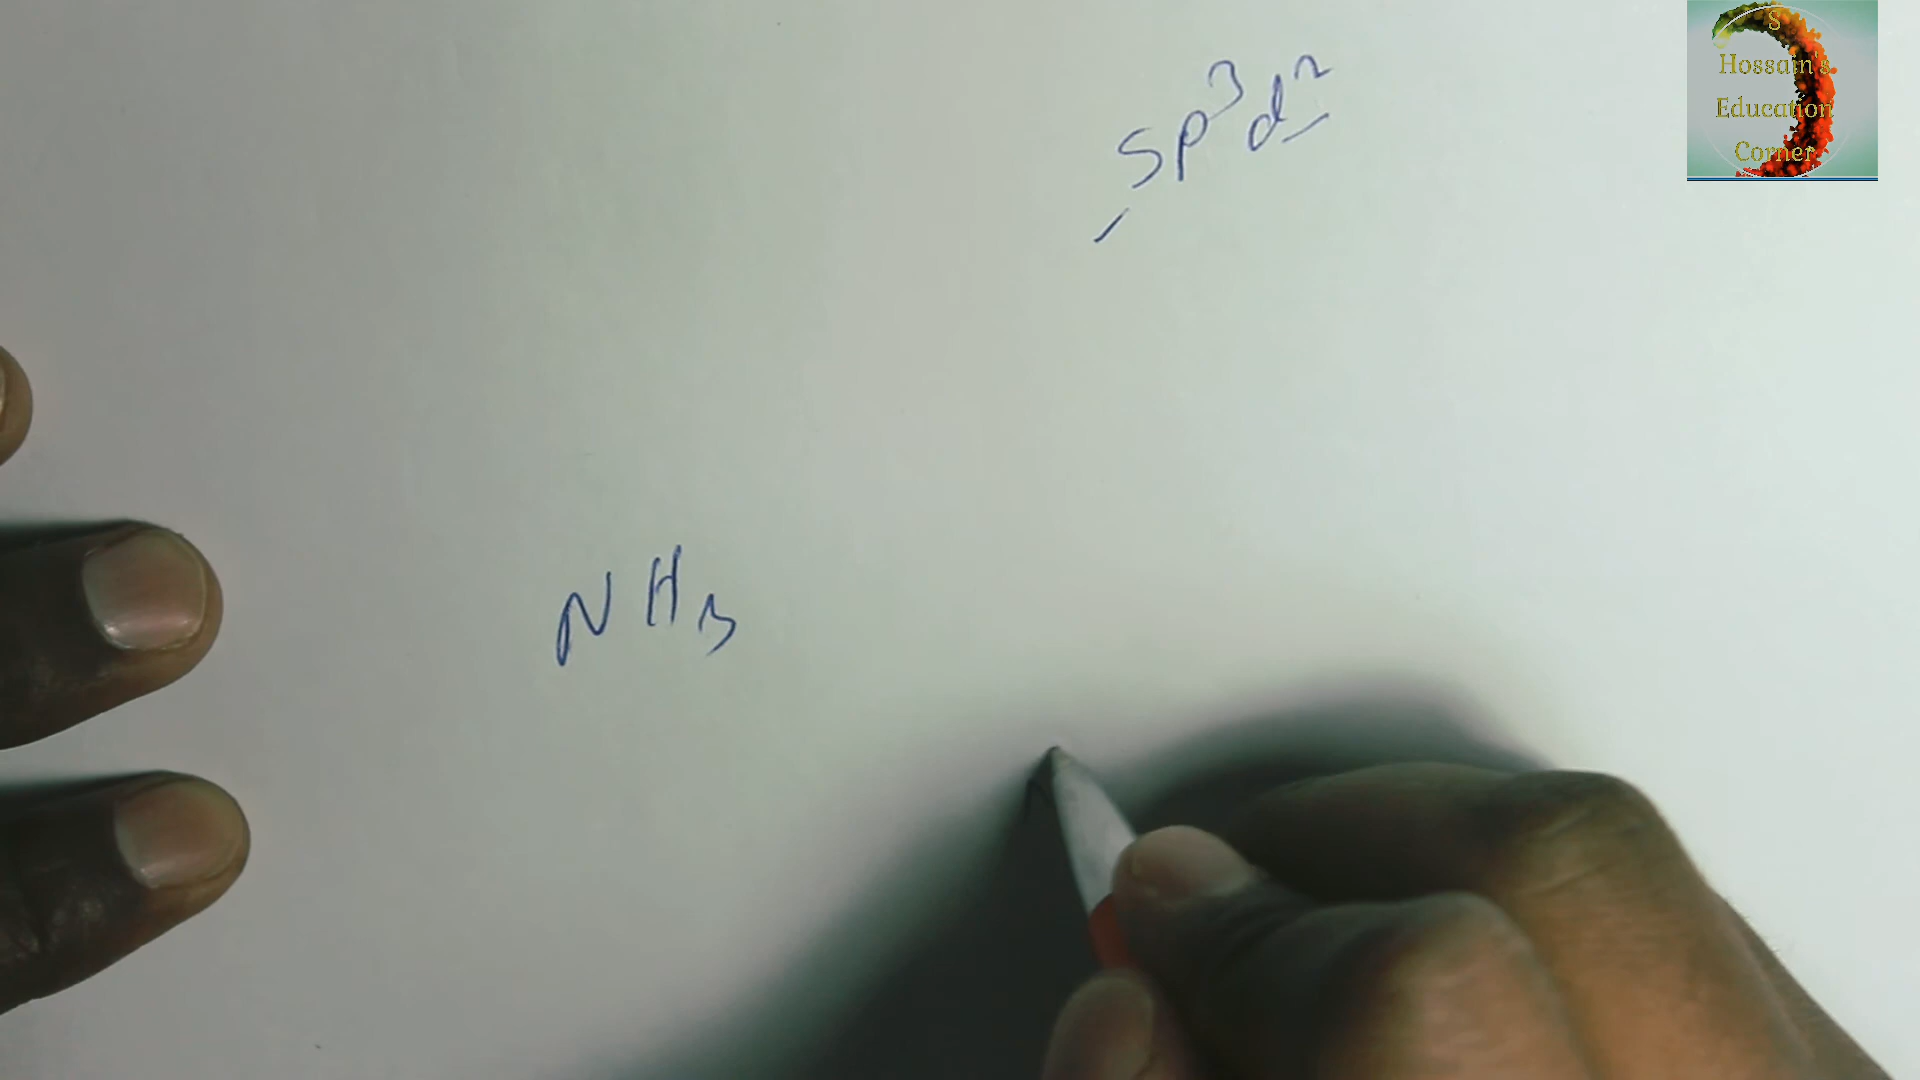 sp³d²
NH₃
S
Hossain's
Education
Corner